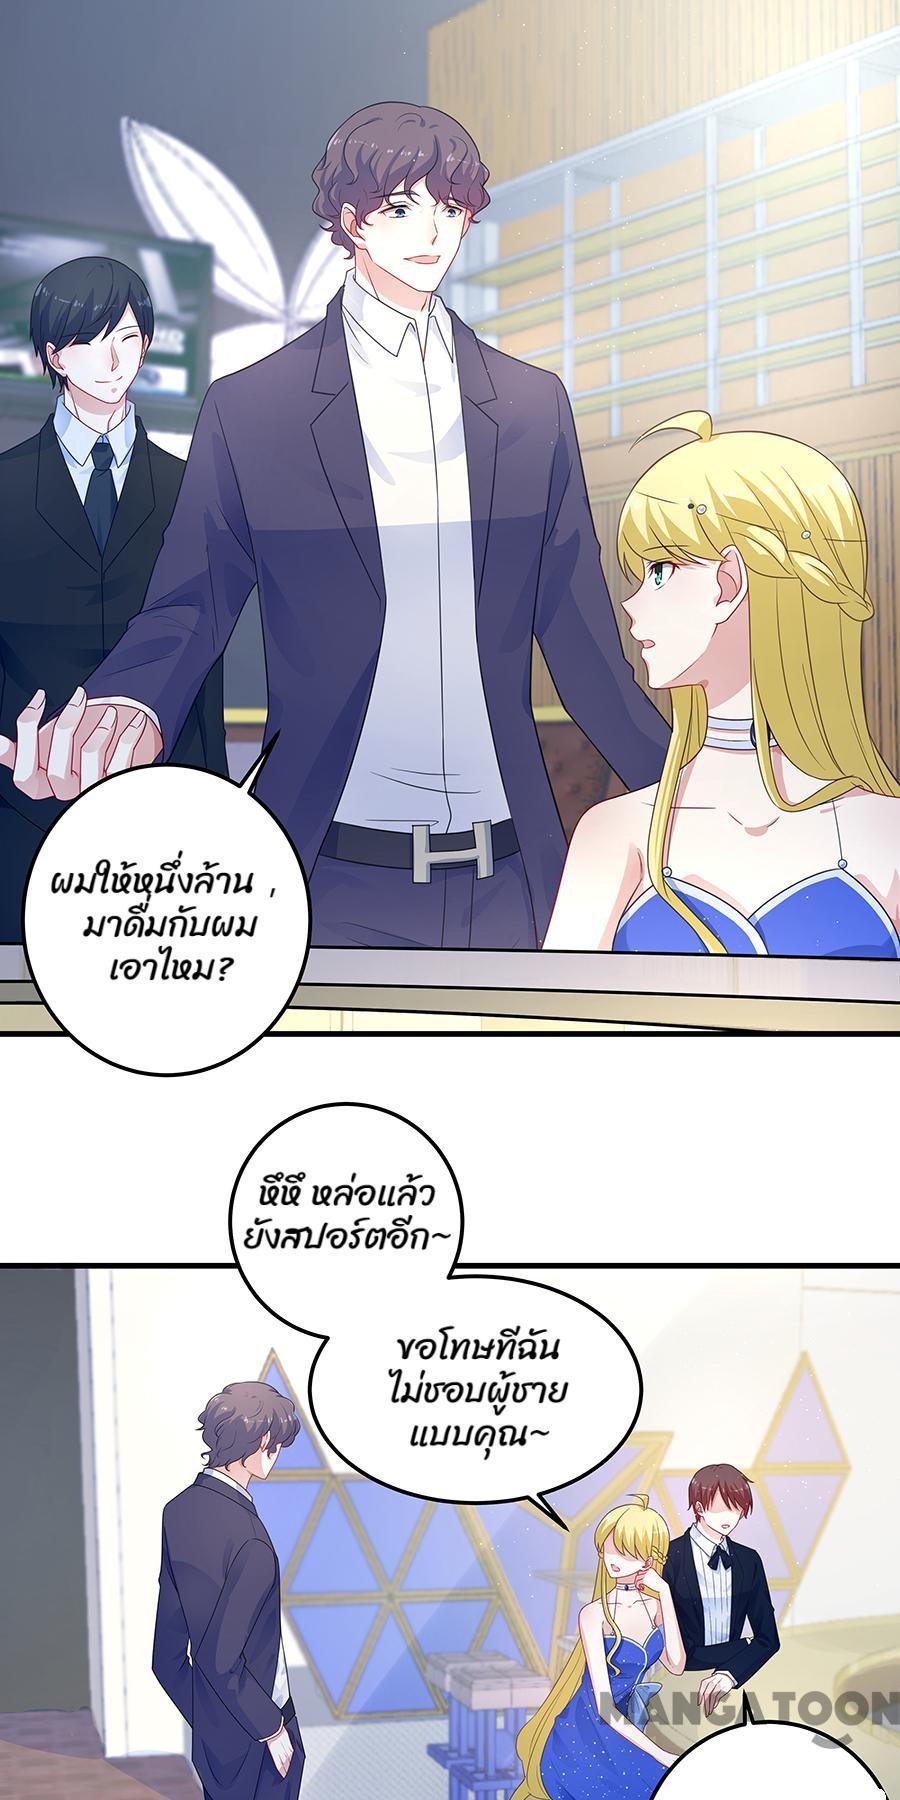 ผมให้หนึ่งล้าน ,
มาดื่มกับผม
เอาไหม?
หึหึ หล่อแล้ว
ยังสปอร์ตอีก~
ขอโทษทีฉัน
ไม่ชอบผู้ชาย
แบบคุณ~
MANGATOON